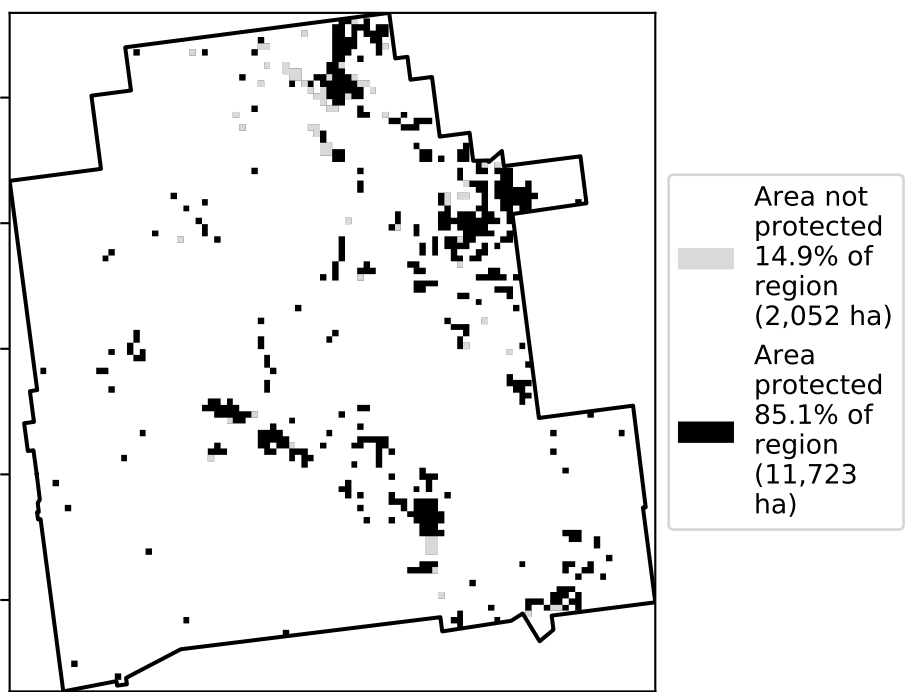 Area not
protected
14.9% of
region
(2,052 ha)
Area
protected
85.1% of
region
(11,723
ha)